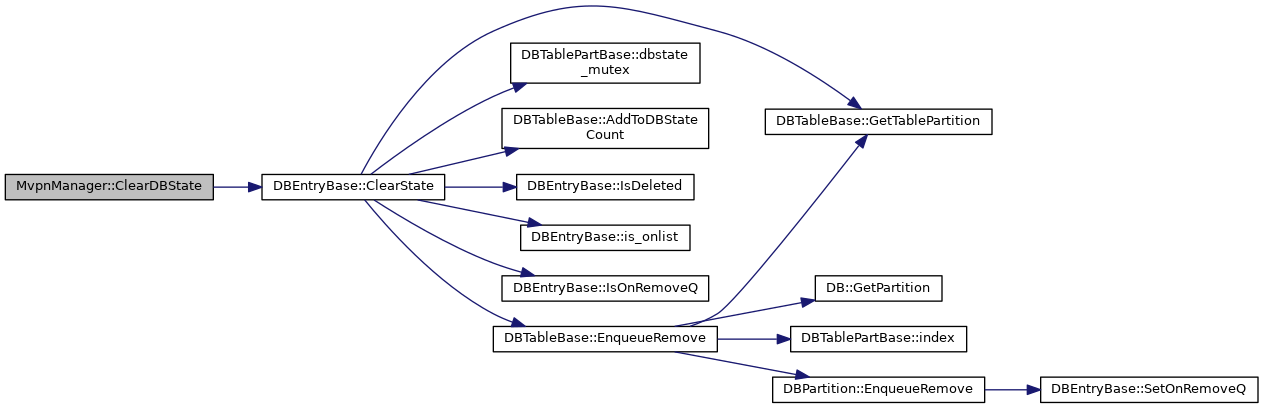 MvpnManager::ClearDBState
DBEntryBase::ClearState
DBTablePartBase::dbstate
_mutex
DBTableBase::AddToDBState
Count
DBEntryBase::IsDeleted
DBEntryBase::is_onlist
DBEntryBase::IsOnRemoveQ
DBTableBase::EnqueueRemove
DBTableBase::GetTablePartition
DB::GetPartition
DBTablePartBase::index
DBPartition::EnqueueRemove
DBEntryBase::SetOnRemoveQ